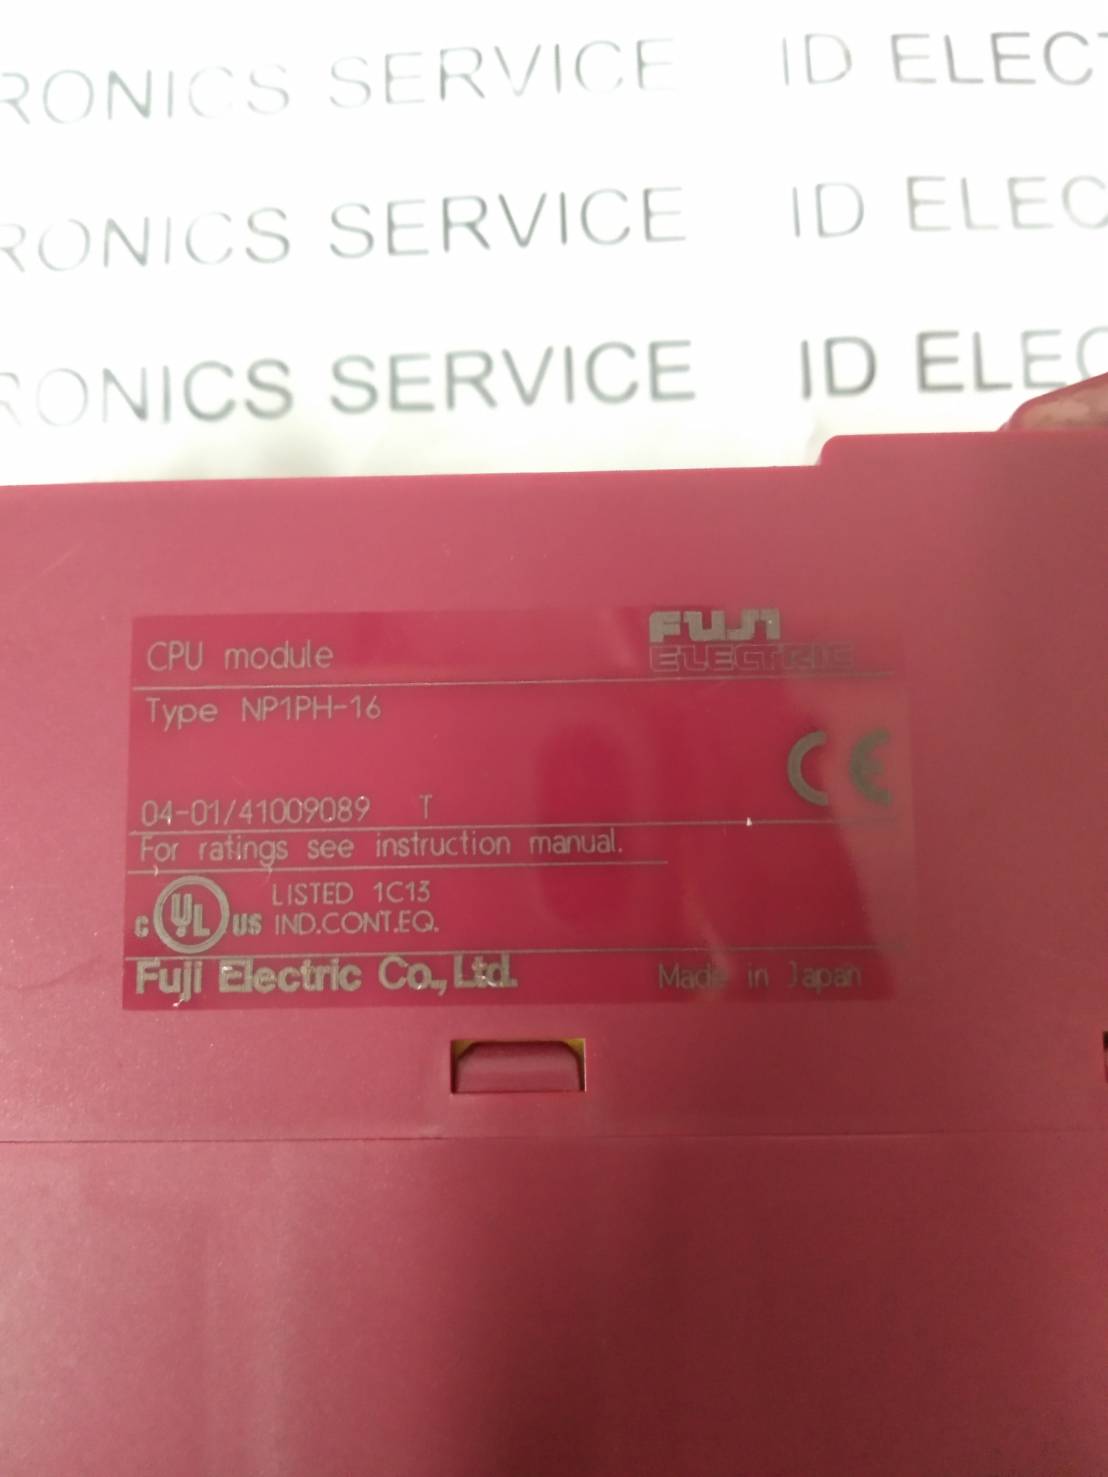 RONICS SERVICE ID ELECT
RONICS SERVICE ID ELEC
RONICS SERVICE ID ELEC
CPU module
FUJI
ELECTRIC
Type NP1PH-16
CE
04-01/41009089 T
For ratings see instruction manual.
C UL US LISTED 1C13
IND.CONT.EQ.
Fuji Electric Co., Ltd. Made in Japan